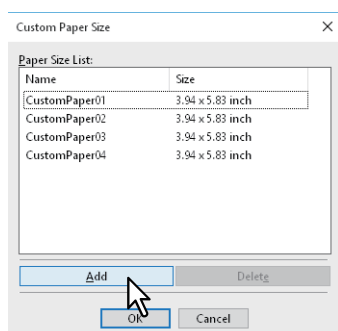 Custom Paper Size
Paper Size List:
Name Size
CustomPaper01 3.94 x 5.83 inch
CustomPaper02 3.94 x 5.83 inch
CustomPaper03 3.94 x 5.83 inch
CustomPaper04 3.94 x 5.83 inch
Add Delete
OK Cancel